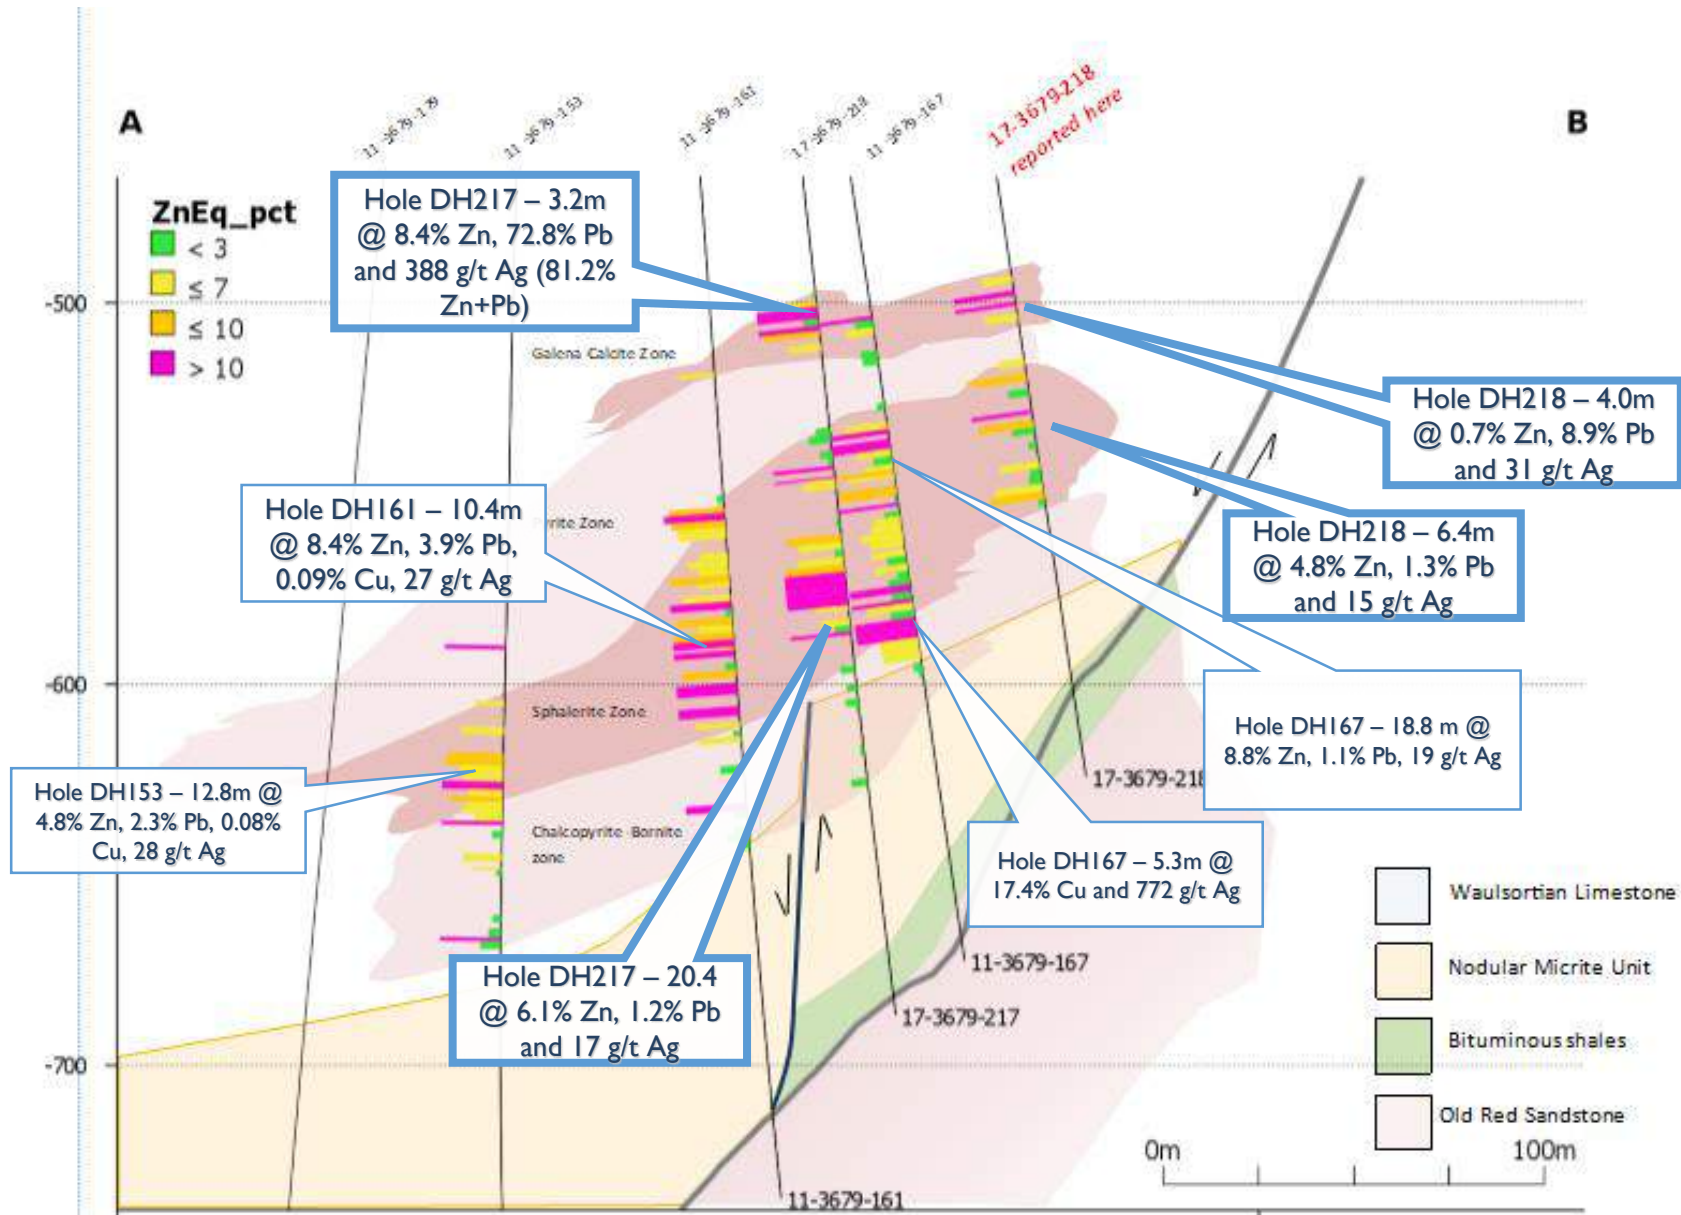 A
B
11-3679-179
11-3679-153
11-3679-161
17-3679-218
11-3679-167
17-3679-218
reported here
ZnEq_pct
< 3
≤ 7
≤ 10
> 10
Hole DH217 – 3.2m
@ 8.4% Zn, 72.8% Pb
and 388 g/t Ag (81.2%
Zn+Pb)
-500
-600
-700
Galena Calcite Zone
Hole DH218 – 4.0m
@ 0.7% Zn, 8.9% Pb
and 31 g/t Ag
Hole DH161 – 10.4m
@ 8.4% Zn, 3.9% Pb,
0.09% Cu, 27 g/t Ag
yrite Zone
Hole DH218 – 6.4m
@ 4.8% Zn, 1.3% Pb
and 15 g/t Ag
Sphalerite Zone
Hole DH167 – 18.8 m @
8.8% Zn, 1.1% Pb, 19 g/t Ag
Hole DH153 – 12.8m @
4.8% Zn, 2.3% Pb, 0.08%
Cu, 28 g/t Ag
17-3679-218
Chalcopyrite-Bornite
zone
Hole DH167 – 5.3m @
17.4% Cu and 772 g/t Ag
Hole DH217 – 20.4
@ 6.1% Zn, 1.2% Pb
and 17 g/t Ag
11-3679-167
17-3679-217
11-3679-161
Waulsortian Limestone
Nodular Micrite Unit
Bituminous shales
Old Red Sandstone
0m
100m